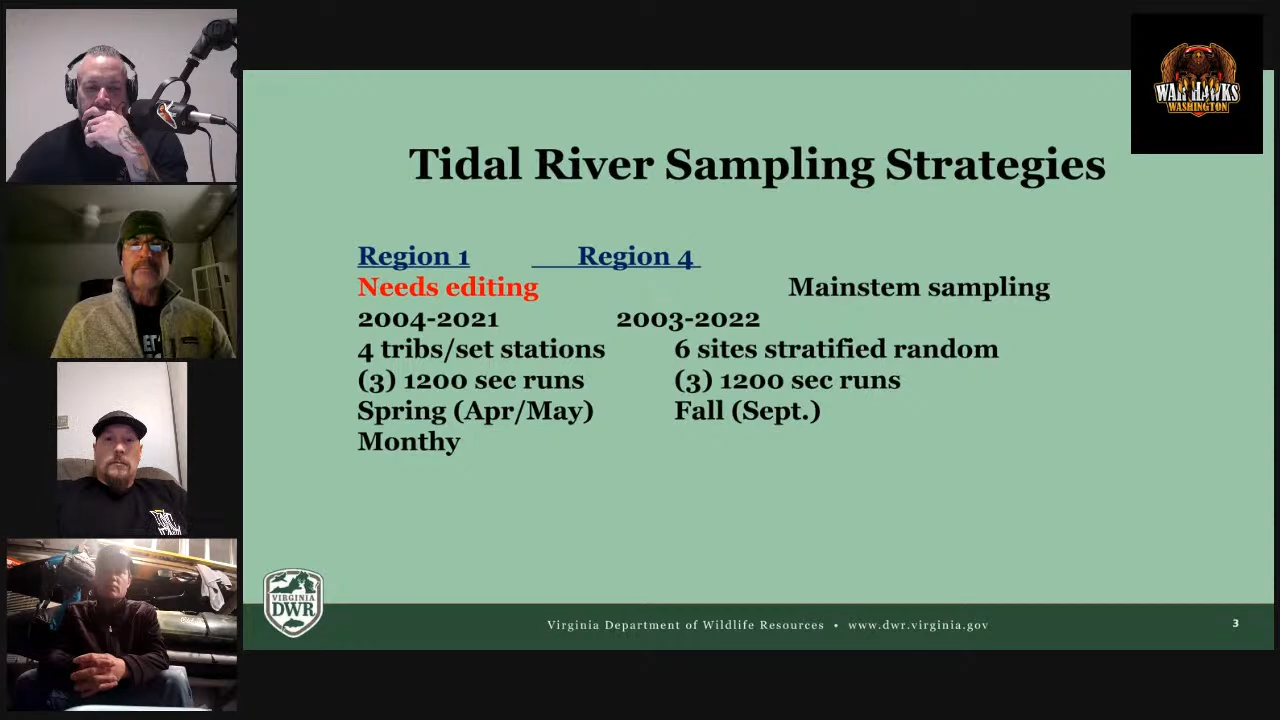 WAR HAWKS
WASHINGTON
Tidal River Sampling Strategies
Region 1 Region 4
Needs editing Mainstem sampling
2004-2021 2003-2022
4 tribs/set stations 6 sites stratified random
(3) 1200 sec runs (3) 1200 sec runs
Spring (Apr/May) Fall (Sept.)
Monthy
VIRGINIA
DWR
Virginia Department of Wildlife Resources • www.dwr.virginia.gov
3